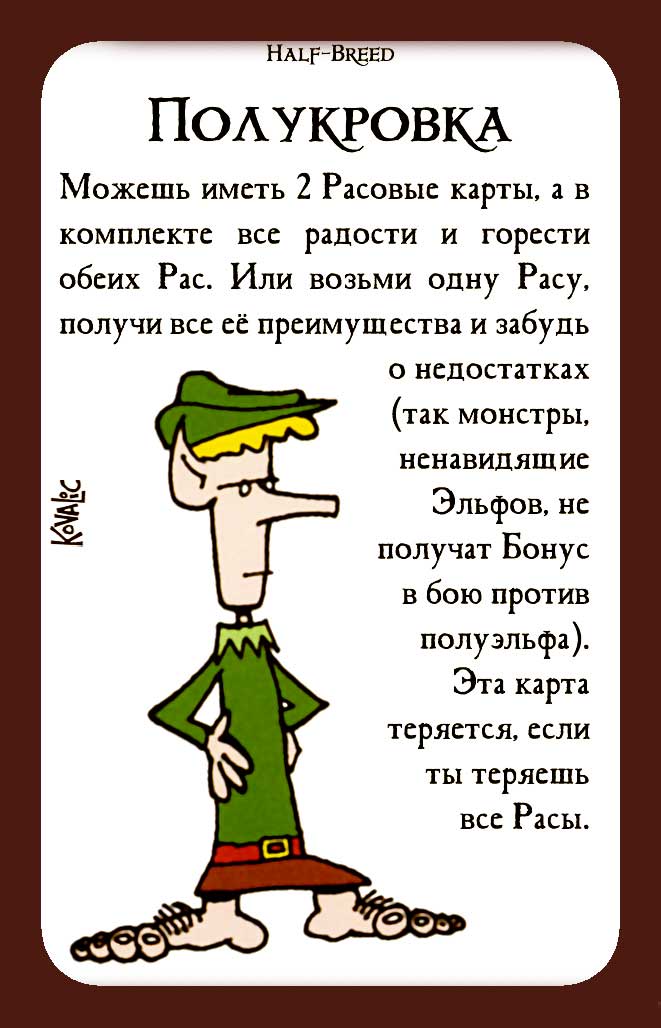 Half-Breed
Полукровка
Можешь иметь 2 Расовые карты, а в
комплекте все радости и горести
обеих Рас. Или возьми одну Расу,
получи все её преимущества и забудь
о недостатках
(так монстры,
ненавидящие
Эльфов, не
получат Бонус
в бою против
полуэльфа).
Эта карта
теряется, если
ты теряешь
все Расы.
Kovalic